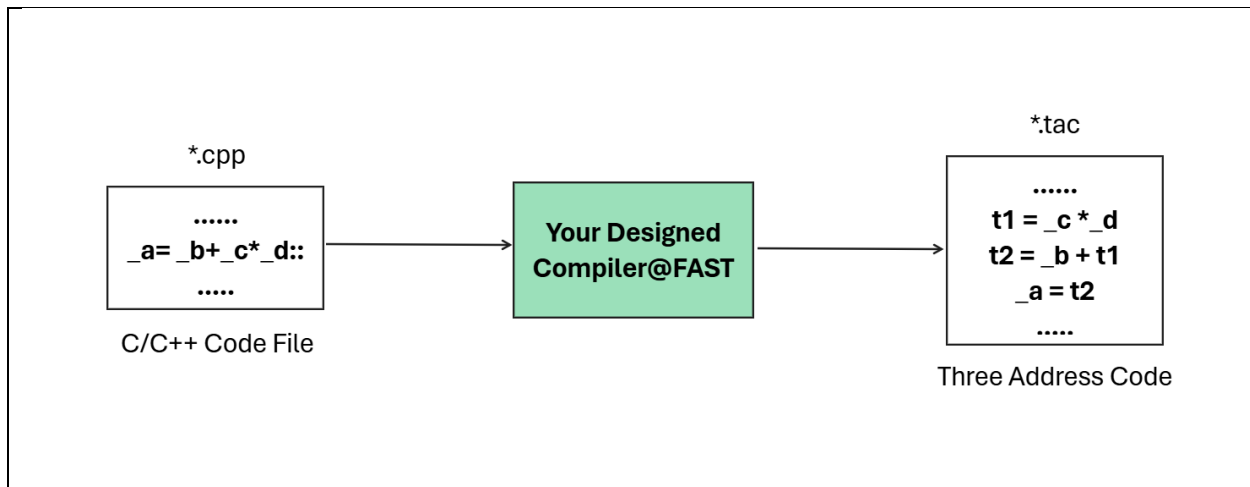 *.cpp
......
_a= _b+_c*_d::
.....
C/C++ Code File
Your Designed
Compiler@FAST
*.tac
......
t1 = _c *_d
t2 = _b + t1
_a = t2
.....
Three Address Code